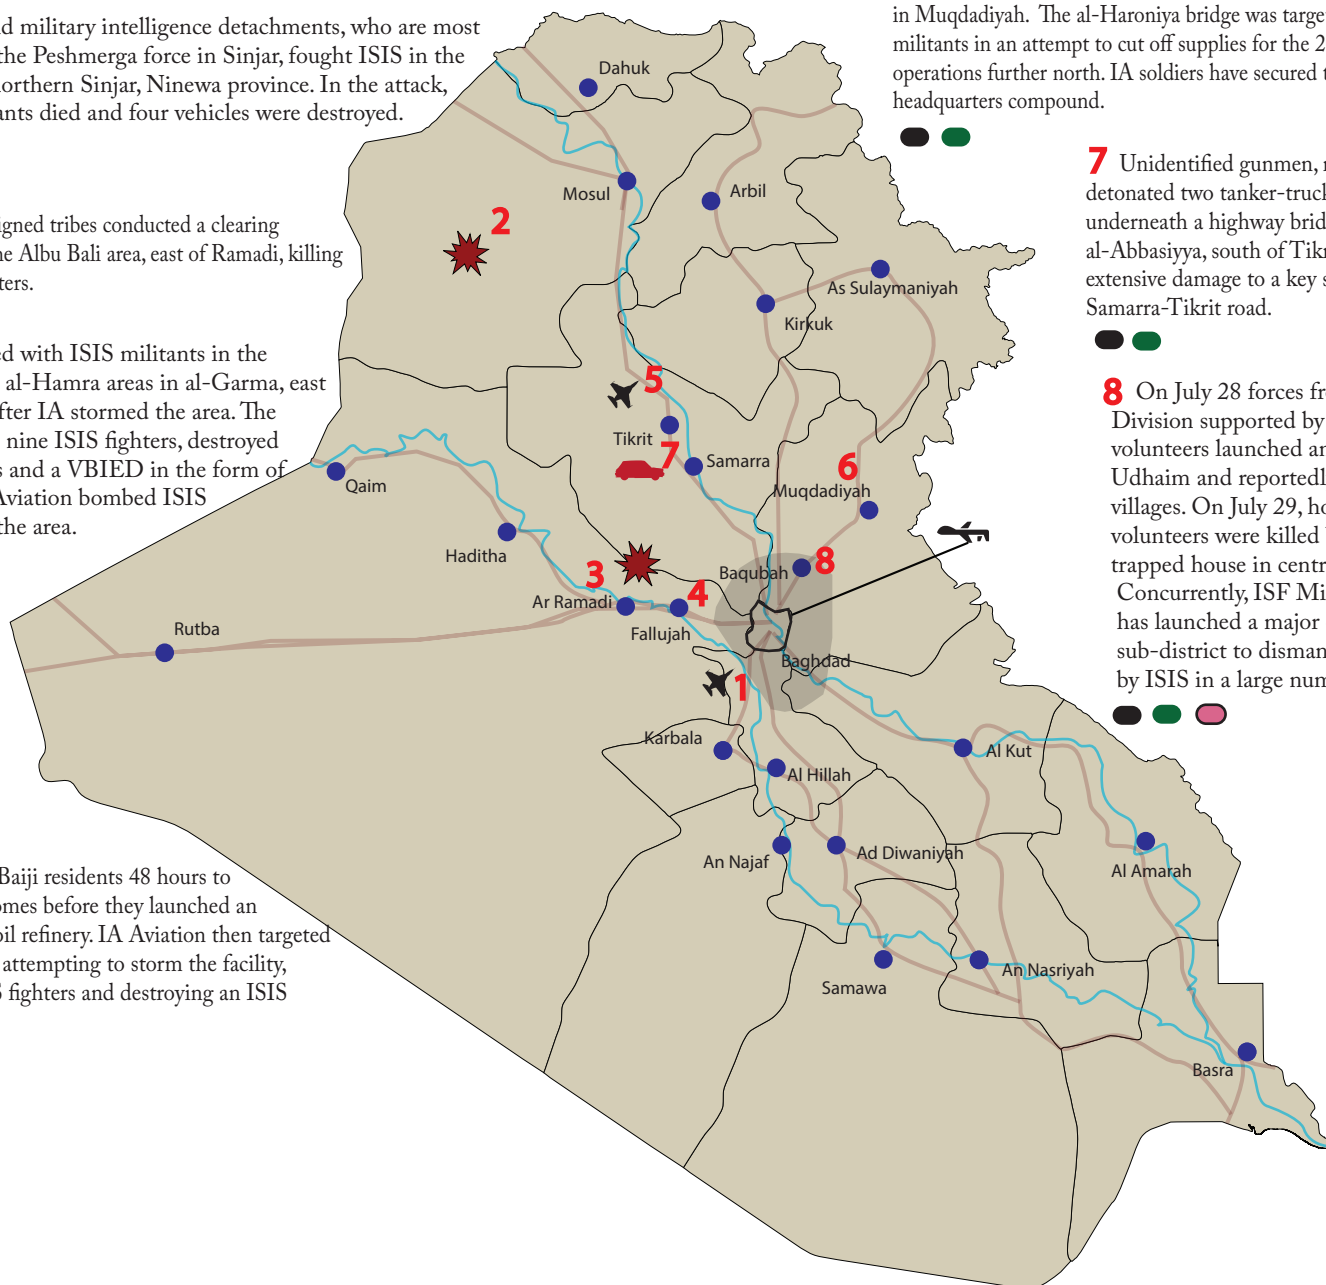 d military intelligence detachments, who are most
the Peshmerga force in Sinjar, fought ISIS in the
orthern Sinjar, Ninewa province. In the attack,
ants died and four vehicles were destroyed.
igned tribes conducted a clearing
e Albu Bali area, east of Ramadi, killing
ters.
ed with ISIS militants in the
al-Hamra areas in al-Garma, east
fter IA stormed the area. The
nine ISIS fighters, destroyed
s and a VBIED in the form of
Aviation bombed ISIS
the area.
Baiji residents 48 hours to
omes before they launched an
oil refinery. IA Aviation then targeted
attempting to storm the facility,
S fighters and destroying an ISIS
in Muqdadiyah. The al-Haroniya bridge was targe
militants in an attempt to cut off supplies for the 2
operations further north. IA soldiers have secured t
headquarters compound.
7 Unidentified gunmen, r
detonated two tanker-truck
underneath a highway brid
al-Abbasiyya, south of Tikr
extensive damage to a key s
Samarra-Tikrit road.
8 On July 28 forces fr
Division supported by
volunteers launched an
Udhaim and reportedl
villages. On July 29, ho
volunteers were killed
trapped house in centr
Concurrently, ISF Mi
has launched a major
sub-district to disman
by ISIS in a large num
Dahuk
Mosul
Arbil
2
As Sulaymaniyah
Kirkuk
5
Tikrit
7
Samarra
6
Muqdadiyah
Qaim
Haditha
3
Baqubah
8
Ar Ramadi
4
Fallujah
Rutba
Baghdad
1
Karbala
Al Hillah
Al Kut
An Najaf
Ad Diwaniyah
Al Amarah
Samawa
An Nasriyah
Basra